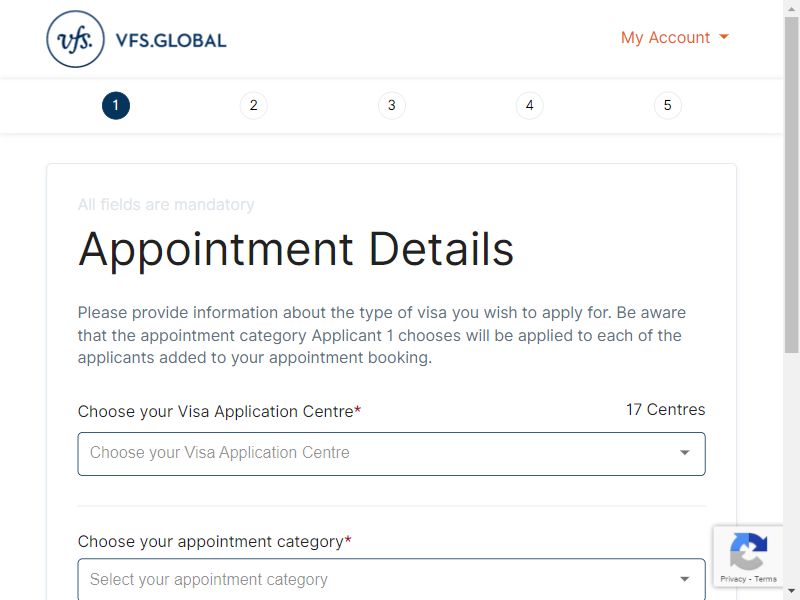 vfs. VFS.GLOBAL
My Account
1 2 3 4 5
All fields are mandatory
Appointment Details
Please provide information about the type of visa you wish to apply for. Be aware
that the appointment category Applicant 1 chooses will be applied to each of the
applicants added to your appointment booking.
Choose your Visa Application Centre* 17 Centres
Choose your Visa Application Centre
Choose your appointment category*
Select your appointment category
Privacy - Terms